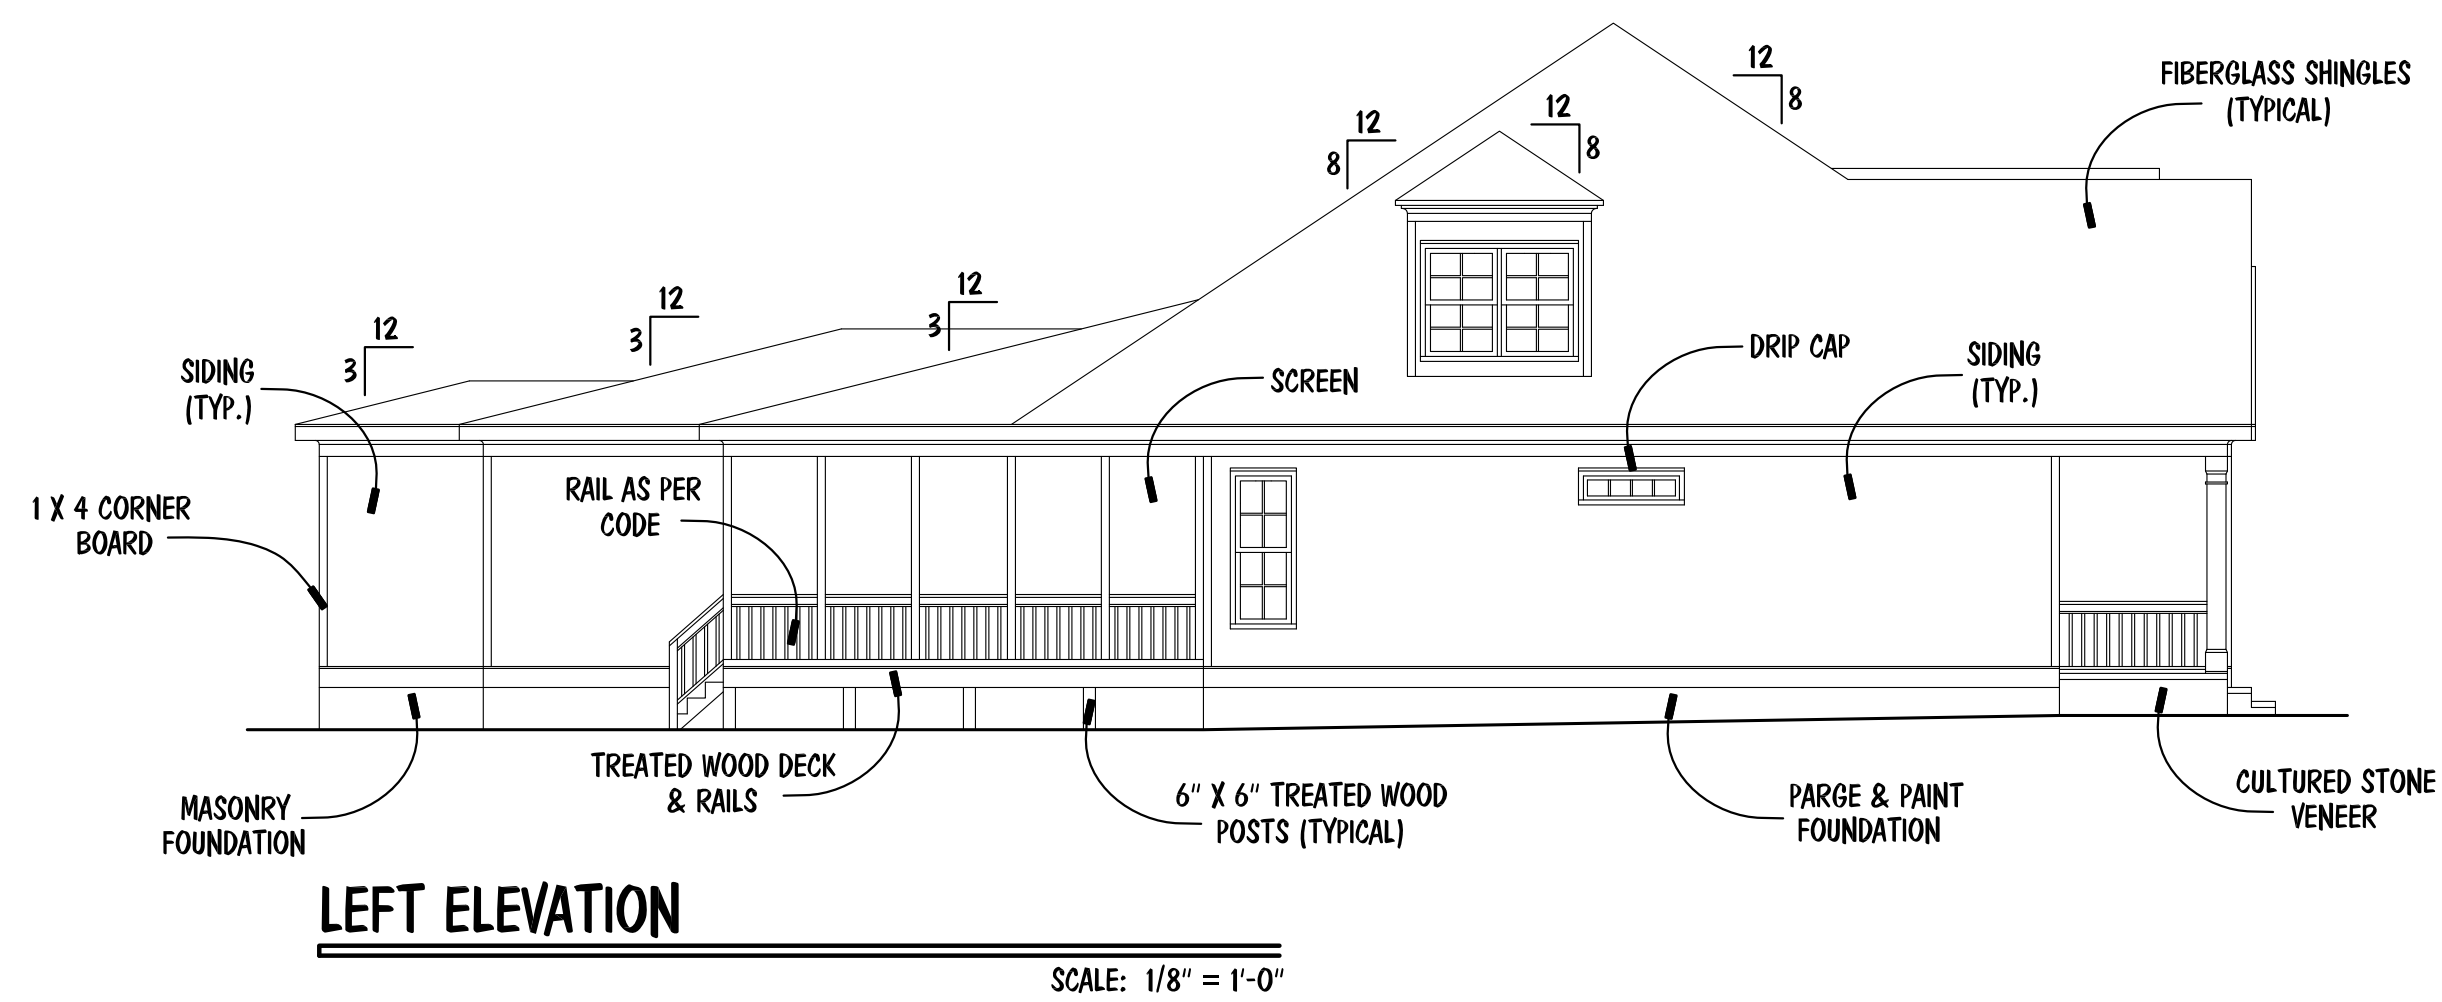 12
8
FIBERGLASS SHINGLES
(TYPICAL)
12
8
12
8
12
3
12
3
12
3
SIDING
(TYP.)
SCREEN
DRIP CAP
SIDING
(TYP.)
1 X 4 CORNER
BOARD
RAIL AS PER
CODE
TREATED WOOD DECK
& RAILS
MASONRY
FOUNDATION
6" X 6" TREATED WOOD
POSTS (TYPICAL)
PARGE & PAINT
FOUNDATION
CULTURED STONE
VENEER
LEFT ELEVATION
SCALE: 1/8" = 1'-0"